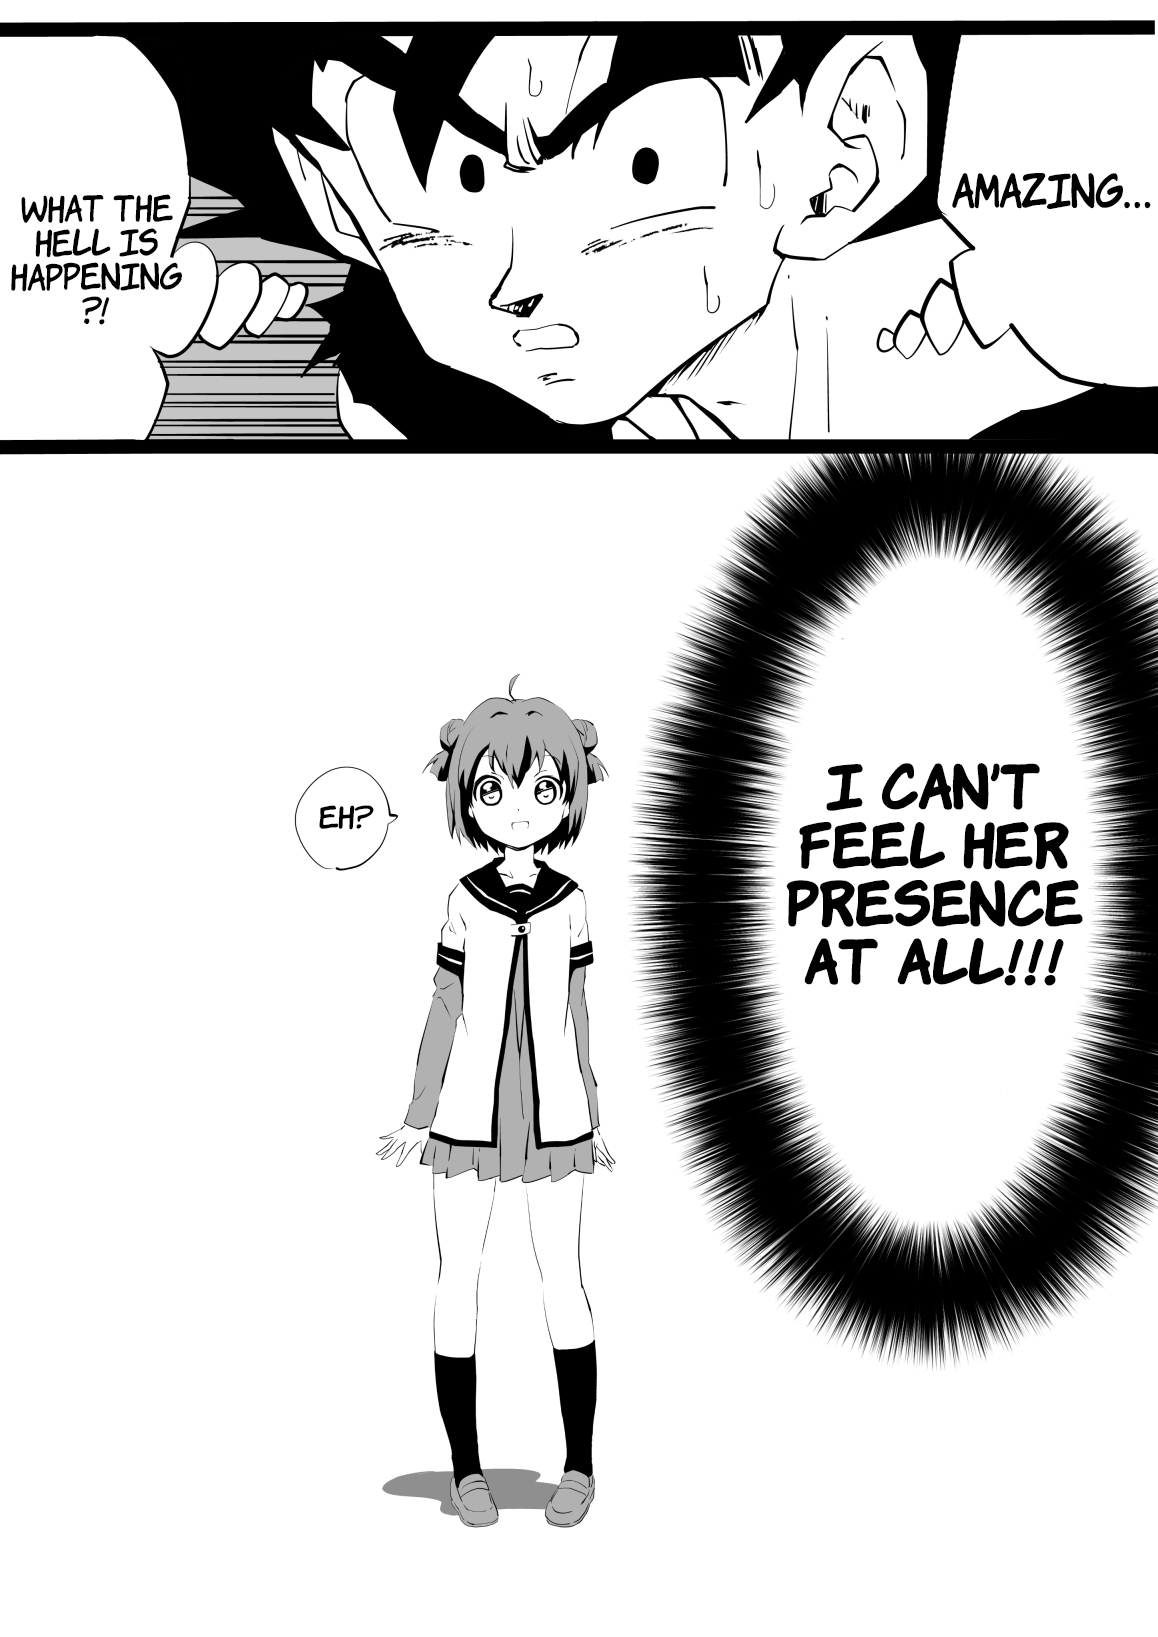 AMAZING...
WHAT THE
HELL IS
HAPPENING
?!
I CAN'T
FEEL HER
PRESENCE
AT ALL!!!
EH?